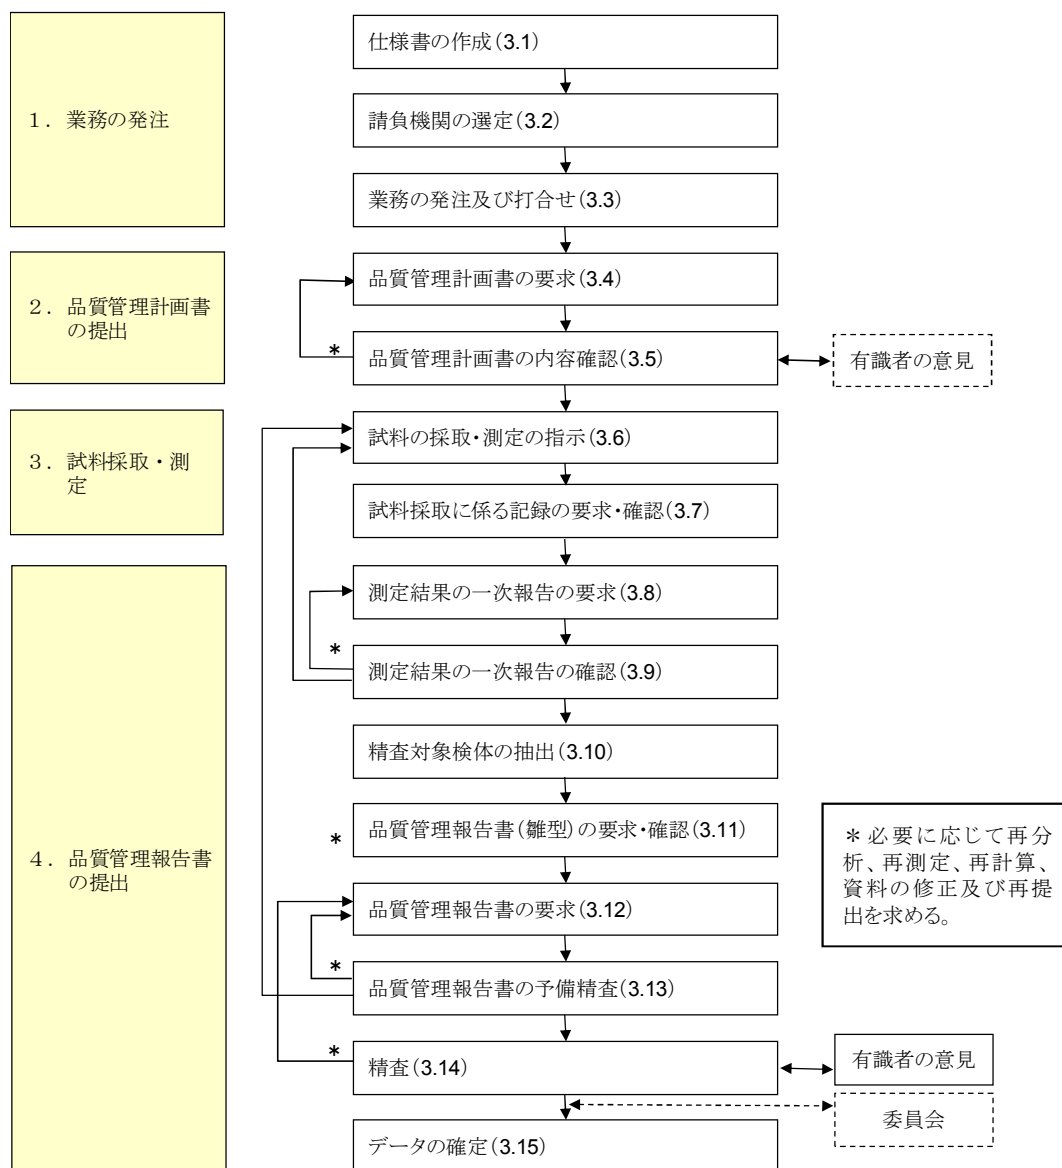 仕様書の作成(3.1)
1．業務の発注
請負機関の選定(3.2)
業務の発注及び打合せ(3.3)
2．品質管理計画書
の提出
品質管理計画書の要求(3.4)
*
品質管理計画書の内容確認(3.5)
有識者の意見
3．試料採取・測
定
試料の採取・測定の指示(3.6)
試料採取に係る記録の要求・確認(3.7)
4．品質管理報告書
の提出
測定結果の一次報告の要求(3.8)
*
測定結果の一次報告の確認(3.9)
精査対象検体の抽出(3.10)
*
品質管理報告書(雛型)の要求・確認(3.11)
品質管理報告書の要求(3.12)
*
品質管理報告書の予備精査(3.13)
*
精査(3.14)
有識者の意見
委員会
データの確定(3.15)
＊必要に応じて再分
析、再測定、再計算、
資料の修正及び再提
出を求める。